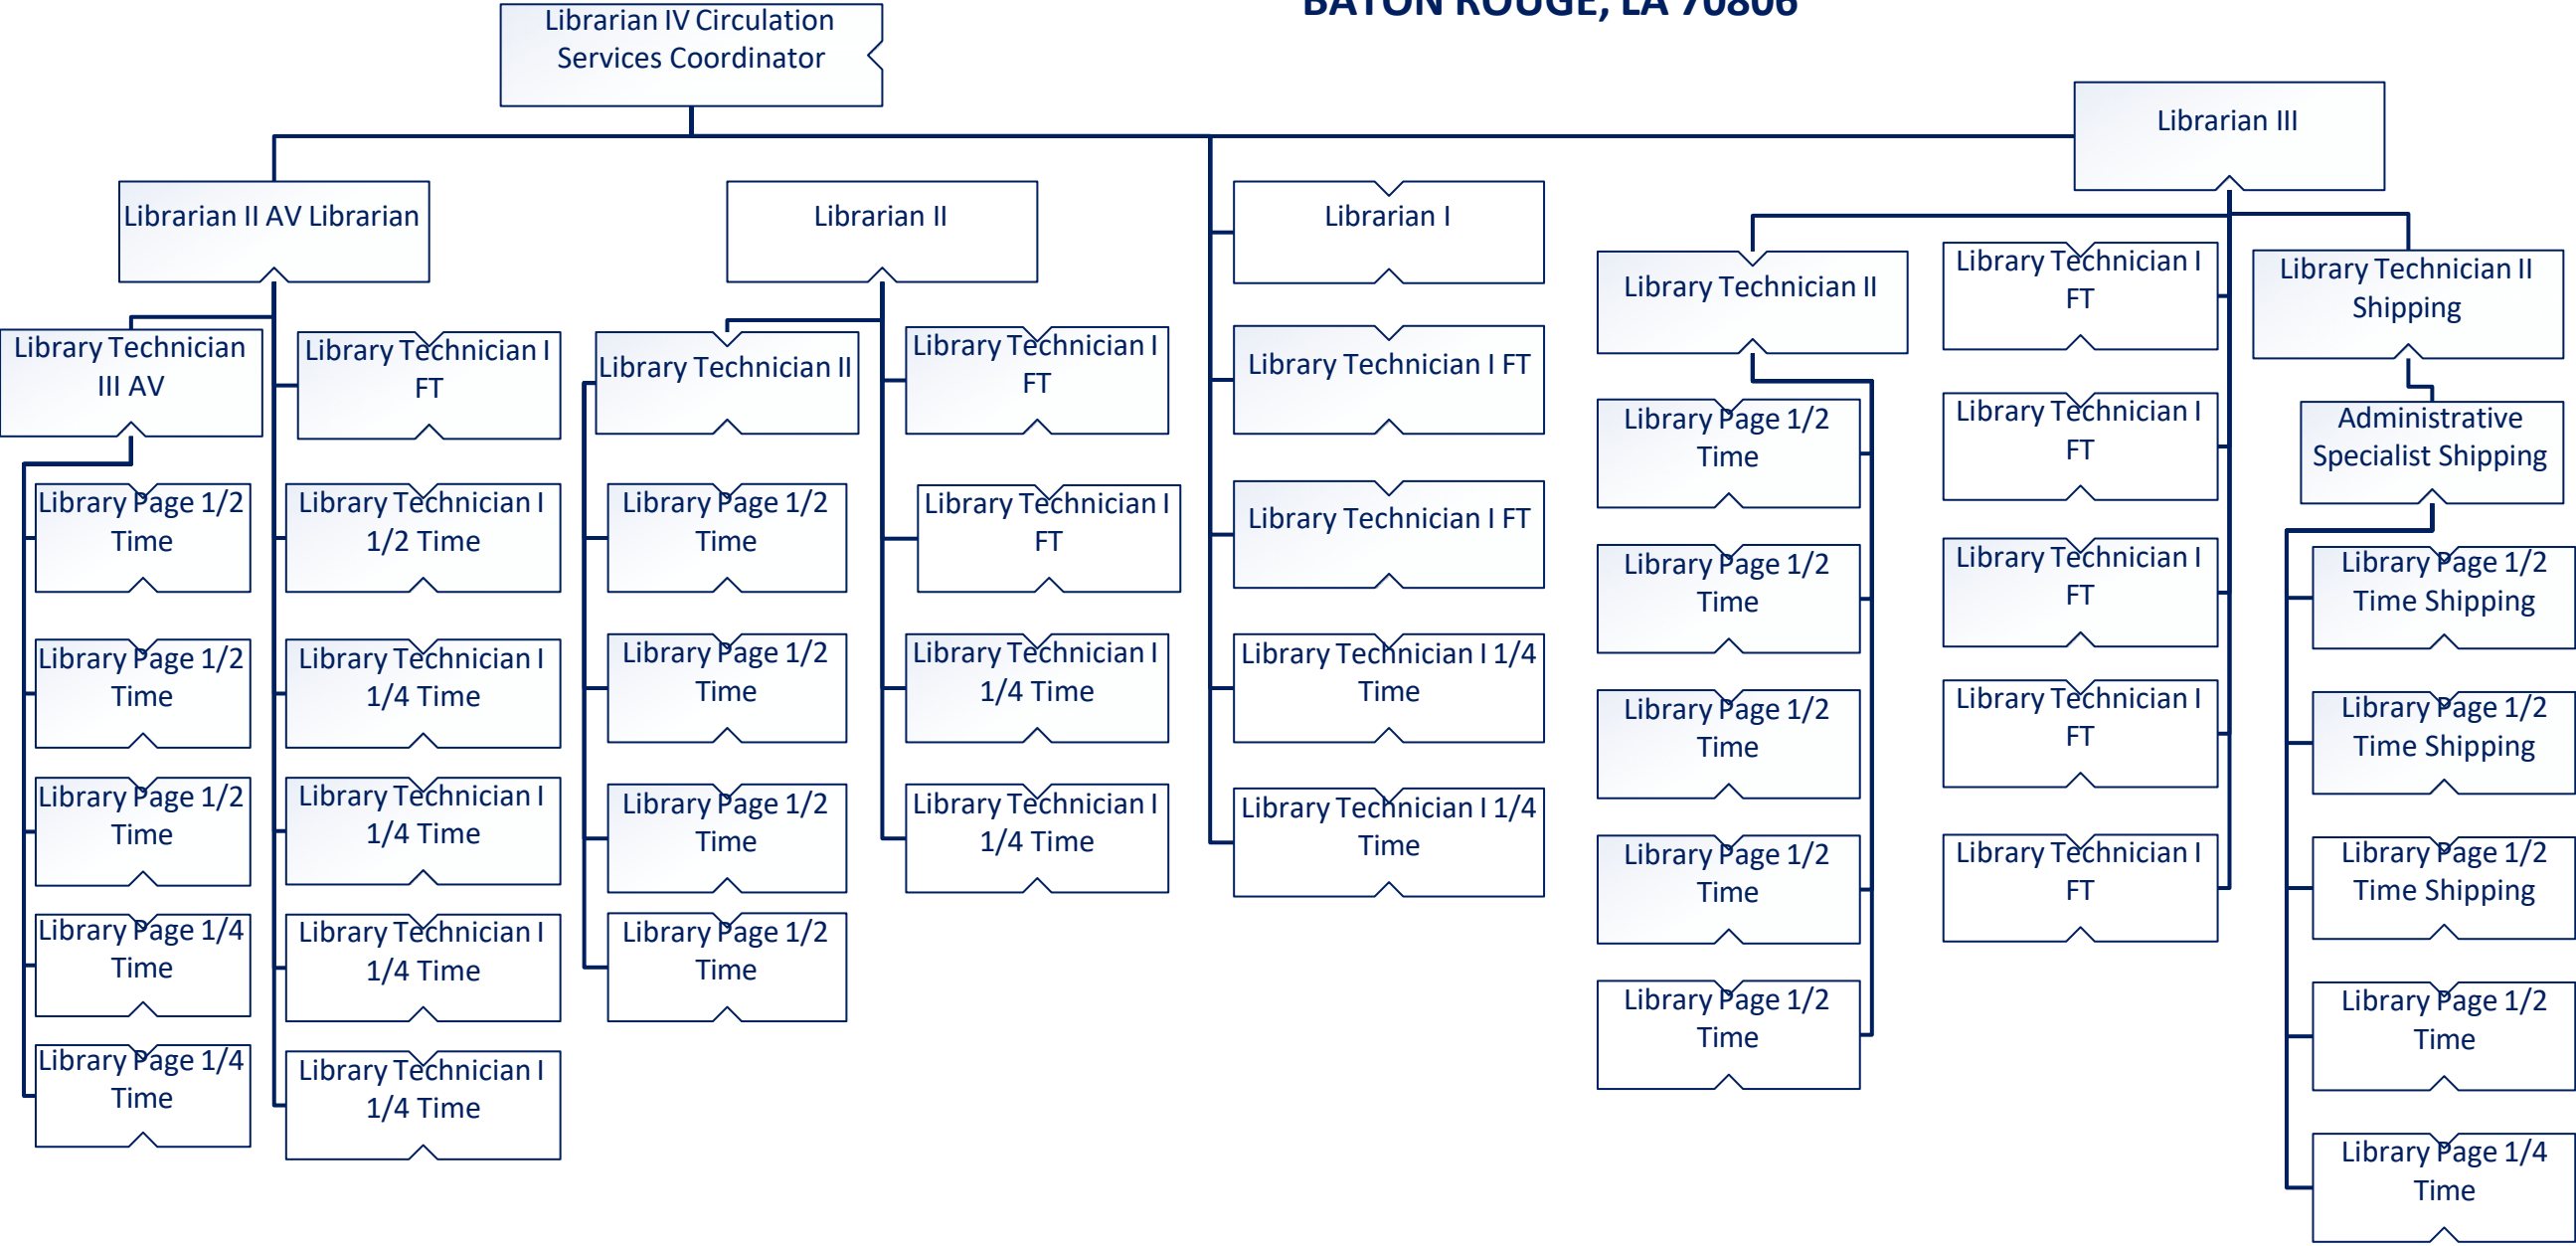 BATON ROUGE, LA 70806
Librarian IV Circulation
Services Coordinator
Librarian III
Librarian II AV Librarian
Librarian II
Librarian I
Library Technician
III AV
Library Page 1/2
Time
Library Page 1/2
Time
Library Page 1/2
Time
Library Page 1/4
Time
Library Page 1/4
Time
Library Technician I
FT
Library Technician I
1/2 Time
Library Technician I
1/4 Time
Library Technician I
1/4 Time
Library Technician I
1/4 Time
Library Technician I
1/4 Time
Library Technician II
Library Page 1/2
Time
Library Page 1/2
Time
Library Page 1/2
Time
Library Page 1/2
Time
Library Technician I
FT
Library Technician I
FT
Library Technician I
1/4 Time
Library Technician I
1/4 Time
Library Technician I FT
Library Technician I FT
Library Technician I 1/4
Time
Library Technician I 1/4
Time
Library Technician II
Library Page 1/2
Time
Library Page 1/2
Time
Library Page 1/2
Time
Library Page 1/2
Time
Library Page 1/2
Time
Library Technician I
FT
Library Technician I
FT
Library Technician I
FT
Library Technician I
FT
Library Technician I
FT
Library Technician II
Shipping
Administrative
Specialist Shipping
Library Page 1/2
Time Shipping
Library Page 1/2
Time Shipping
Library Page 1/2
Time Shipping
Library Page 1/2
Time
Library Page 1/4
Time